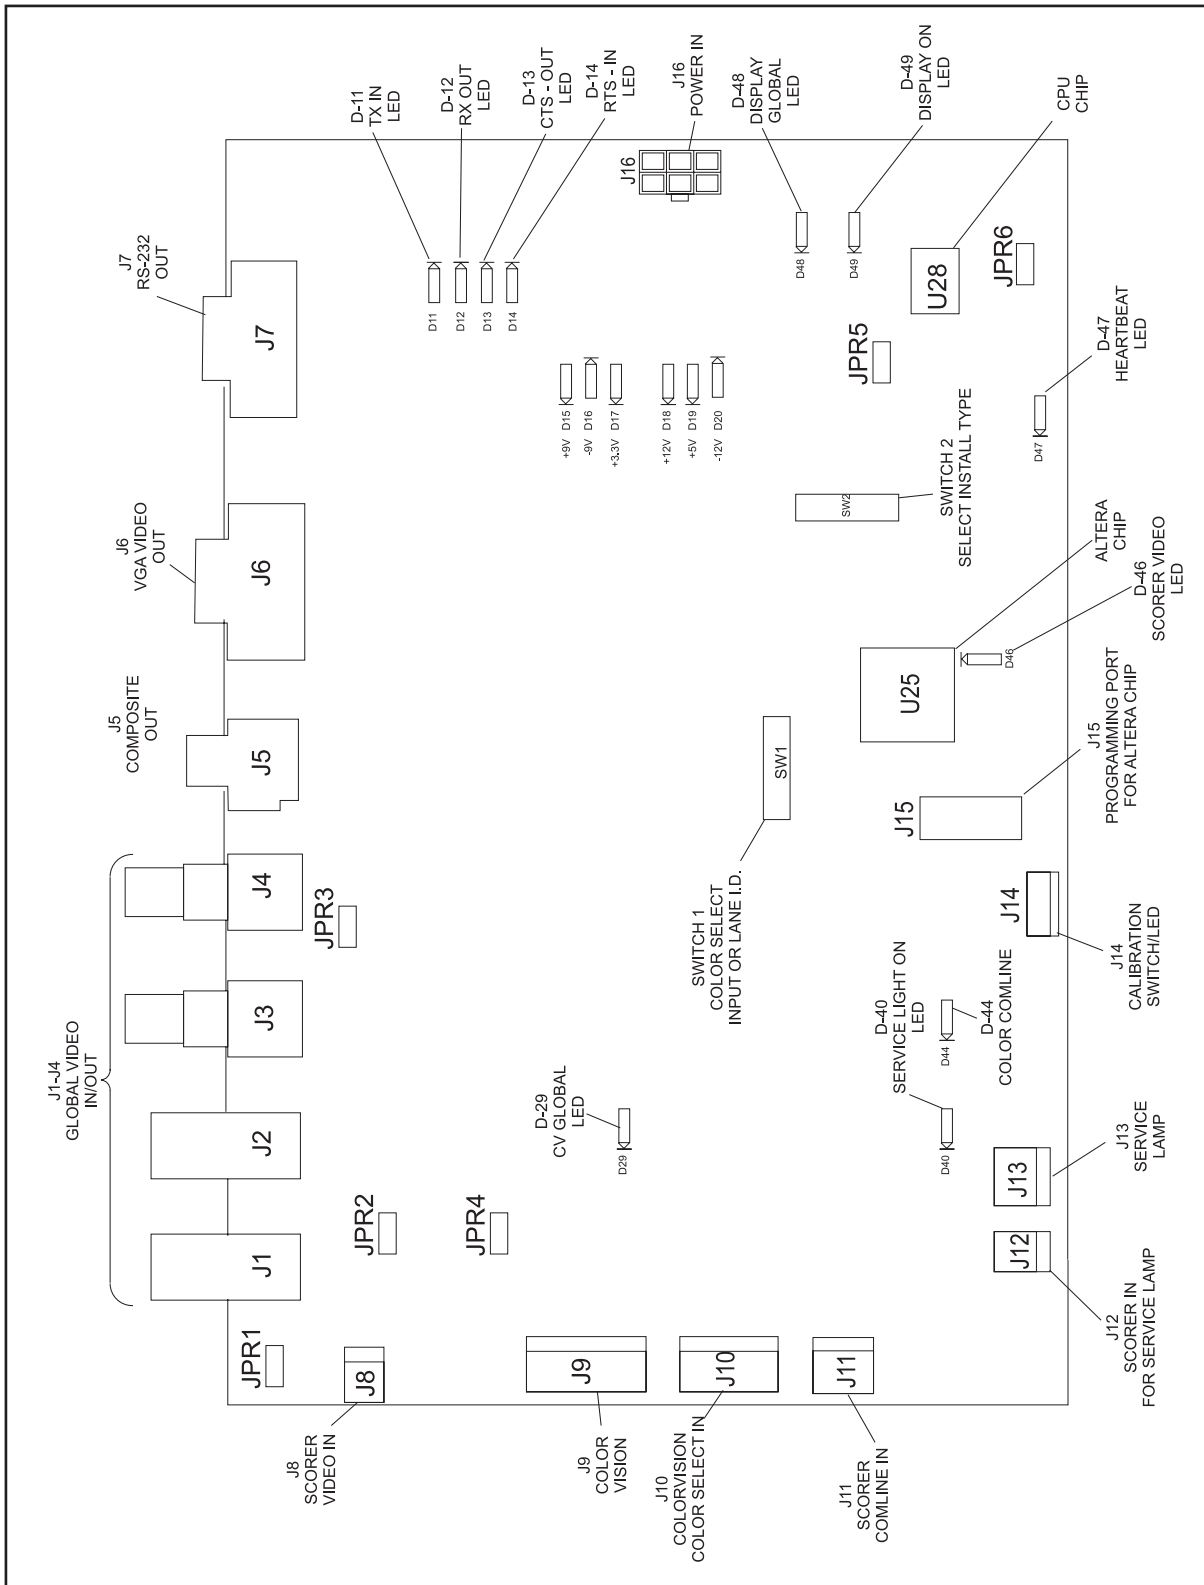 J1-J4
GLOBAL VIDEO
IN/OUT
J5
COMPOSITE
OUT
J6
VGA VIDEO
OUT
J7
RS-232
OUT
J1
J2
J3
J4
J5
J6
J7
D-11
TX IN
LED
D-12
RX OUT
LED
D-13
CTS - OUT
LED
D-14
RTS - IN
LED
J16
POWER IN
D-48
DISPLAY
GLOBAL
LED
D-49
DISPLAY ON
LED
CPU
CHIP
JPR1
J8
J8
SCORER
VIDEO IN
JPR2
JPR3
JPR4
D11
D12
D13
D14
J16
+9V D15
-9V D16
+3.3V D17
+12V D18
+5V D19
-12V D20
D48
D49
J9
J9
COLOR
VISION
J10
J10
COLORVISION
COLOR SELECT IN
J11
J11
SCORER
COMLINE IN
D-29
CV GLOBAL
LED
D29
SWITCH 1
COLOR SELECT
INPUT OR LANE I.D.
SW1
SW2
SWITCH 2
SELECT INSTALL TYPE
JPR5
U28
JPR6
U25
ALTERA
CHIP
D46
D-46
SCORER VIDEO
LED
D47
D-47
HEARTBEAT
LED
D-40
SERVICE LIGHT ON
LED
D40
D44
D-44
COLOR COMLINE
J15
J15
PROGRAMMING PORT
FOR ALTERA CHIP
J14
J14
CALIBRATION
SWITCH/LED
J13
J13
SERVICE
LAMP
J12
J12
SCORER IN
FOR SERVICE LAMP